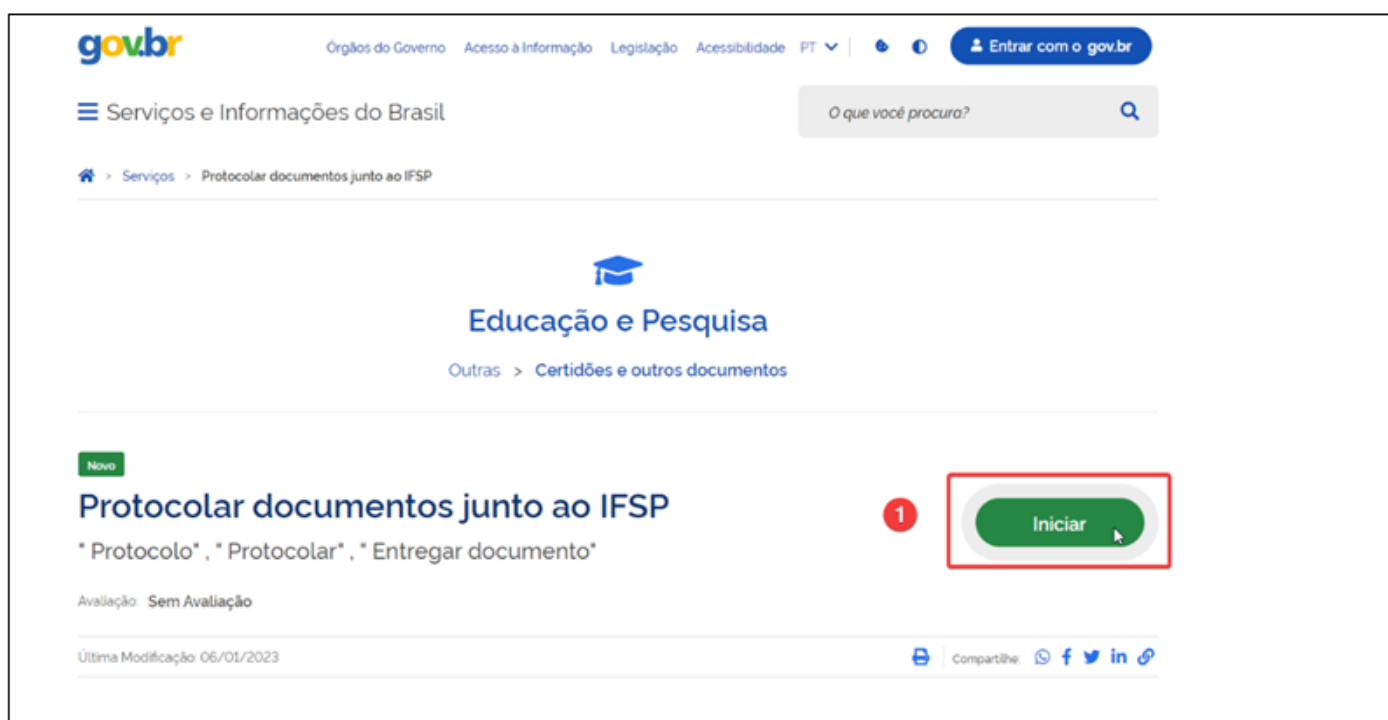 gov.br
Órgãos do Governo Acesso à Informação Legislação Acessibilidade PT Entrar com o gov.br
Serviços e Informações do Brasil O que você procura?
> Serviços > Protocolar documentos junto ao IFSP
Educação e Pesquisa
Outras > Certidões e outros documentos
Novo
Protocolar documentos junto ao IFSP 1 Iniciar
" Protocolo" , " Protocolar" , " Entregar documento"
Avaliação: Sem Avaliação
Última Modificação: 06/01/2023 Compartilhe: